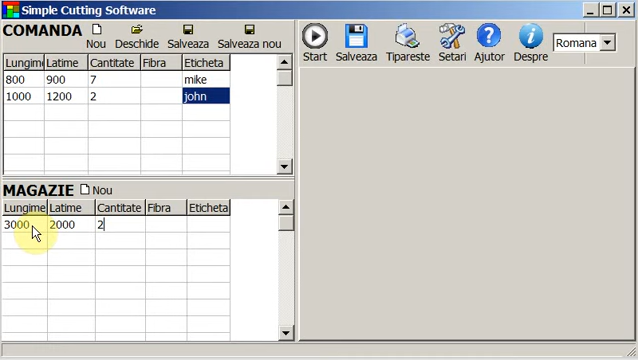 Simple Cutting Software
COMANDA
Nou Deschide Salveaza Salveaza nou
Lungime Latime Cantitate Fibra Eticheta
800 900 7 mike
1000 1200 2 john
MAGAZIE Nou
Lungime Latime Cantitate Fibra Eticheta
3000 2000 2
Start Salveaza Tipareste Setari Ajutor Despre
Romana